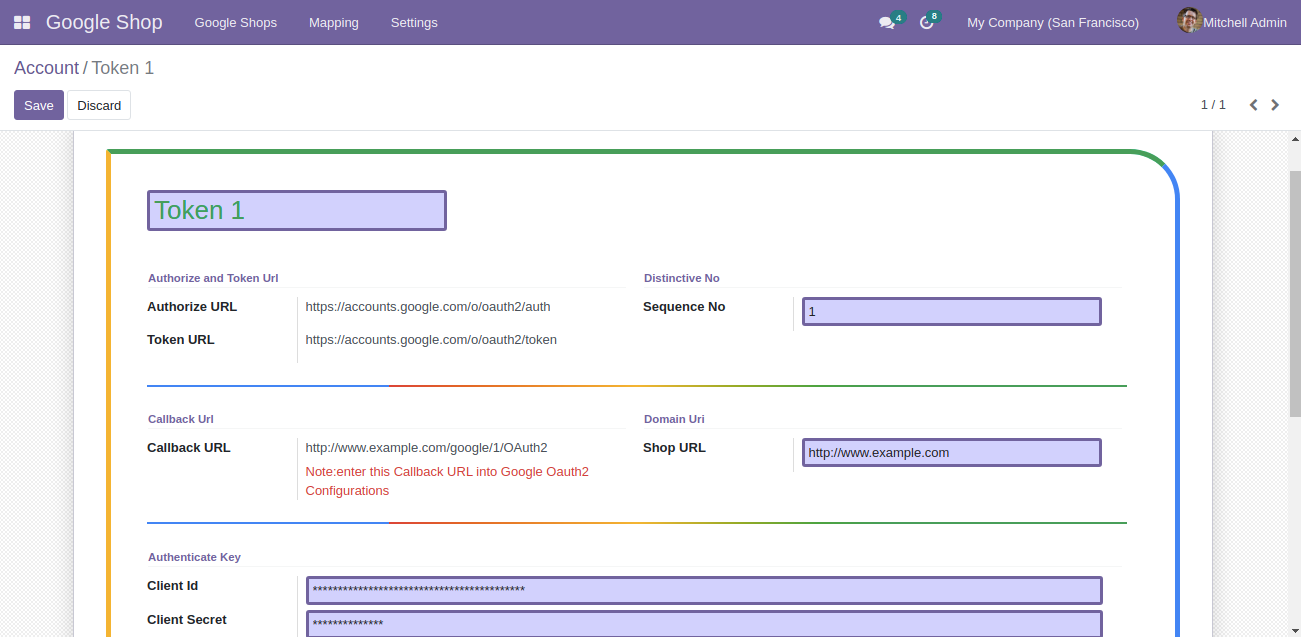 Google Shop Google Shops Mapping Settings 4 8 My Company (San Francisco) Mitchell Admin
Account / Token 1
Save Discard 1 / 1
Token 1
Authorize and Token Url Distinctive No
Authorize URL https://accounts.google.com/o/oauth2/auth Sequence No 1
Token URL https://accounts.google.com/o/oauth2/token
Callback Url Domain Uri
Callback URL http://www.example.com/google/1/OAuth2 Shop URL http://www.example.com
Note:enter this Callback URL into Google Oauth2
Configurations
Authenticate Key
Client Id ******************************************
Client Secret **************